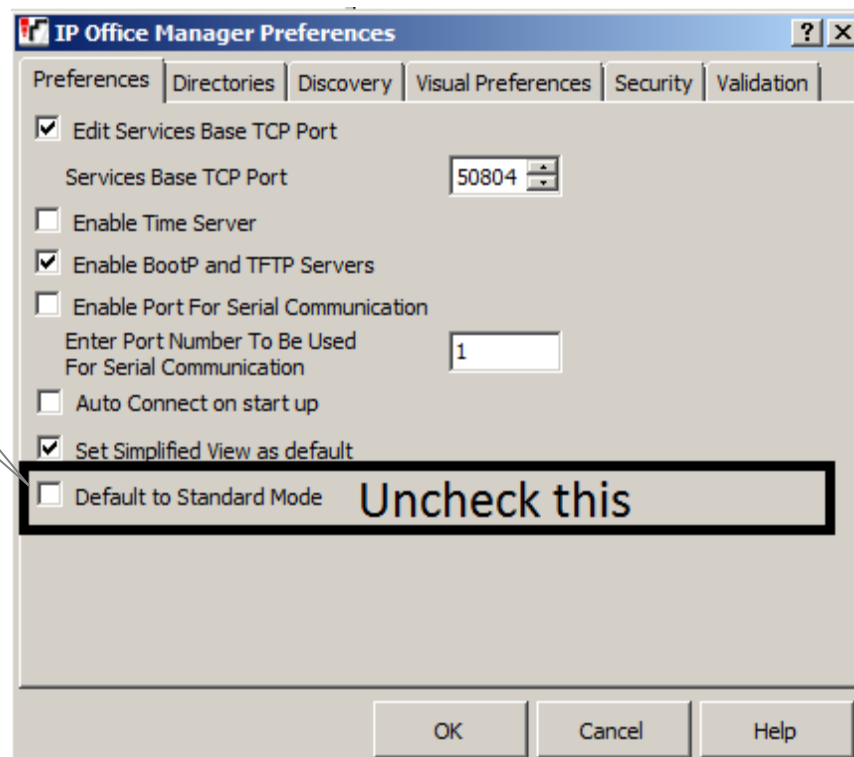 IP Office Manager Preferences ? X
Preferences Directories Discovery Visual Preferences Security Validation
Edit Services Base TCP Port
Services Base TCP Port 50804
Enable Time Server
Enable BootP and TFTP Servers
Enable Port For Serial Communication
Enter Port Number To Be Used
For Serial Communication 1
Auto Connect on start up
Set Simplified View as default
Default to Standard Mode Uncheck this
OK Cancel Help